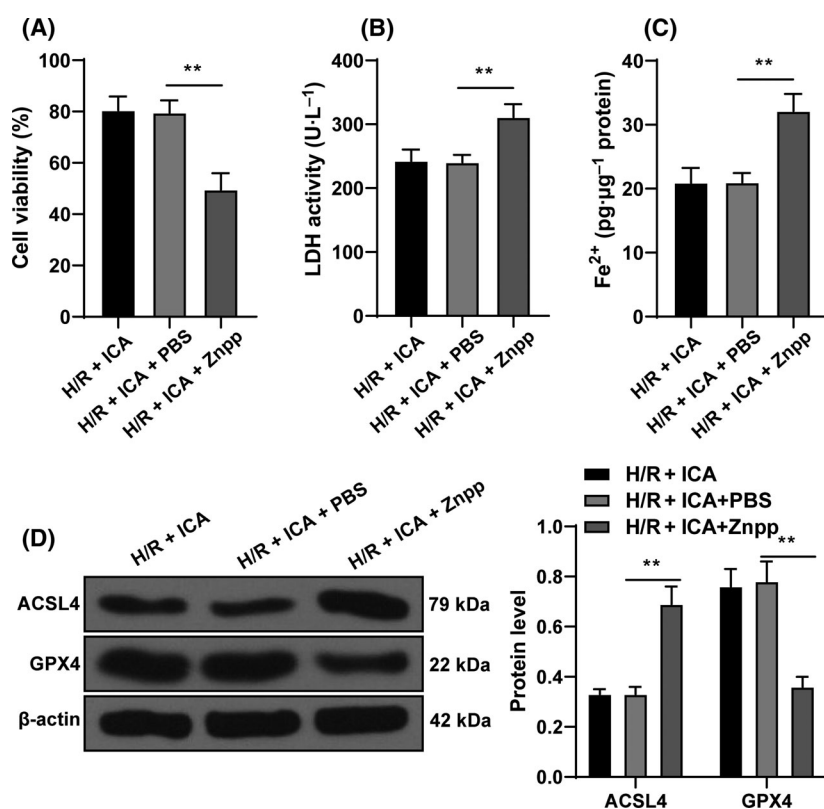 (A)
Cell viability (%)
100
80
60
40
20
0
**
H/R + ICA
H/R + ICA + PBS
H/R + ICA + Znpp
(B)
LDH activity (U·L⁻¹)
400
300
200
100
0
**
H/R + ICA
H/R + ICA + PBS
H/R + ICA + Znpp
(C)
Fe²⁺ (pg·µg⁻¹ protein)
40
30
20
10
0
**
H/R + ICA
H/R + ICA + PBS
H/R + ICA + Znpp
(D)
H/R + ICA
H/R + ICA + PBS
H/R + ICA + Znpp
ACSL4 79 kDa
GPX4 22 kDa
β-actin 42 kDa
H/R + ICA
H/R + ICA+PBS
H/R + ICA+Znpp
Protein level
1.0
0.8
0.6
0.4
0.2
0.0
**
**
ACSL4 GPX4